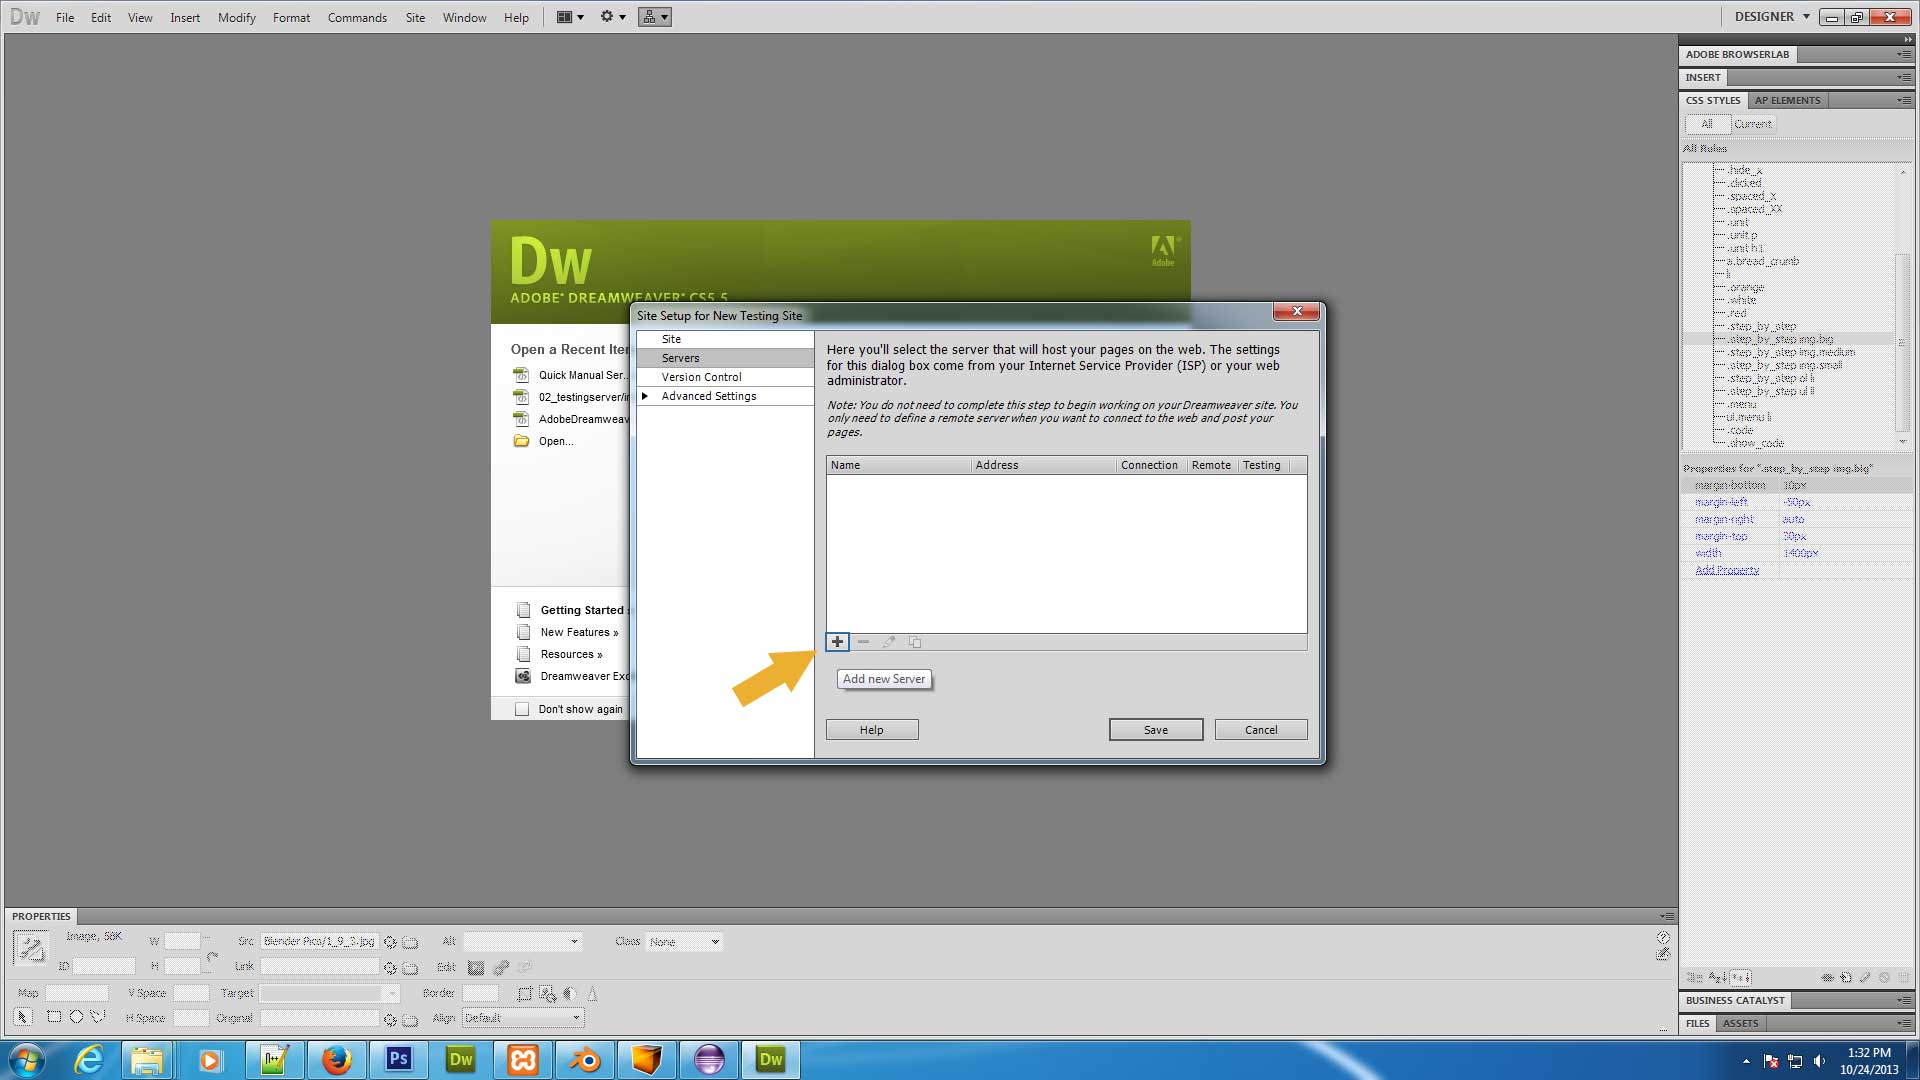 Dw File Edit View Insert Modify Format Commands Site Window Help DESIGNER
Dw
Adobe
ADOBE® DREAMWEAVER® CS5.5
Open a Recent Iter
Quick Manual Ser...
02_testingserver/in
AdobeDreamweav
Open...
Getting Started
New Features »
Resources »
Dreamweaver Exc
Don't show again
Site Setup for New Testing Site
Site
Servers
Version Control
Advanced Settings
Here you'll select the server that will host your pages on the web. The settings
for this dialog box come from your Internet Service Provider (ISP) or your web
administrator.
Note: You do not need to complete this step to begin working on your Dreamweaver site. You
only need to define a remote server when you want to connect to the web and post your
pages.
Name Address Connection Remote Testing
Add new Server
Help Save Cancel
ADOBE BROWSERLAB
INSERT
CSS STYLES AP ELEMENTS
All Current
All Rules
.hide_x
.clicked
.spaced_X
.spaced_XX
.unit
.unit p
.unit h1
a.bread_crumb
li
.orange
.white
.red
.step_by_step
.step_by_step img.big
.step_by_step img.medium
.step_by_step img.small
.step_by_step ol li
.step_by_step ul li
.menu
ul.menu li
.code
.show_code
Properties for ".step_by_step img.big"
margin-bottom 10px
margin-left -50px
margin-right auto
margin-top 30px
width 1400px
Add Property
BUSINESS CATALYST
FILES ASSETS
PROPERTIES
Image, 58K W Src Blender Pics/1_9_3.jpg Alt Class None
ID H Link Edit
Map V Space Target Border
H Space Original Align Default
Ps Dw Dw
1:32 PM
10/24/2013